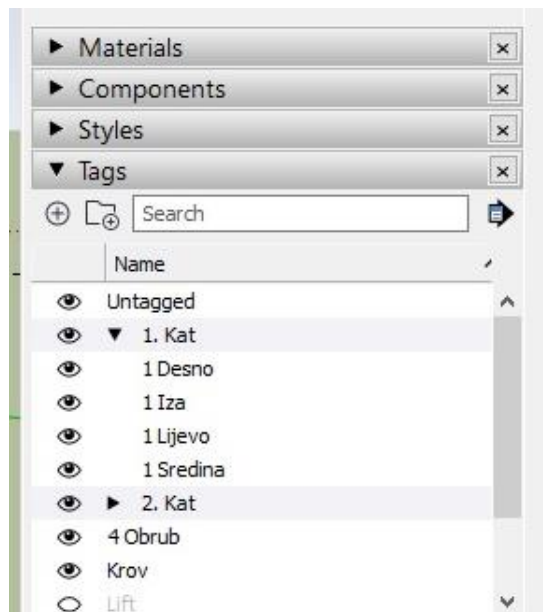 Materials
Components
Styles
Tags
Search
Name
Untagged
1. Kat
1 Desno
1 Iza
1 Lijevo
1 Sredina
2. Kat
4 Obrub
Krov
Lift